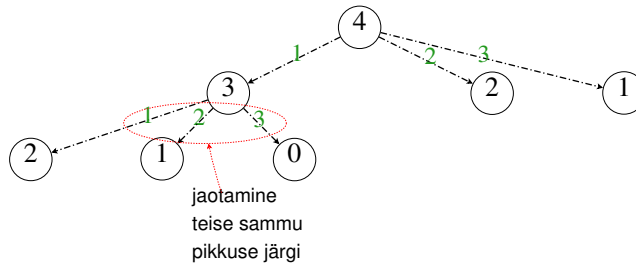 4
1 2 3
3 2 1
1 2 3
2 1 0
jaotamine
teise sammu
pikkuse järgi